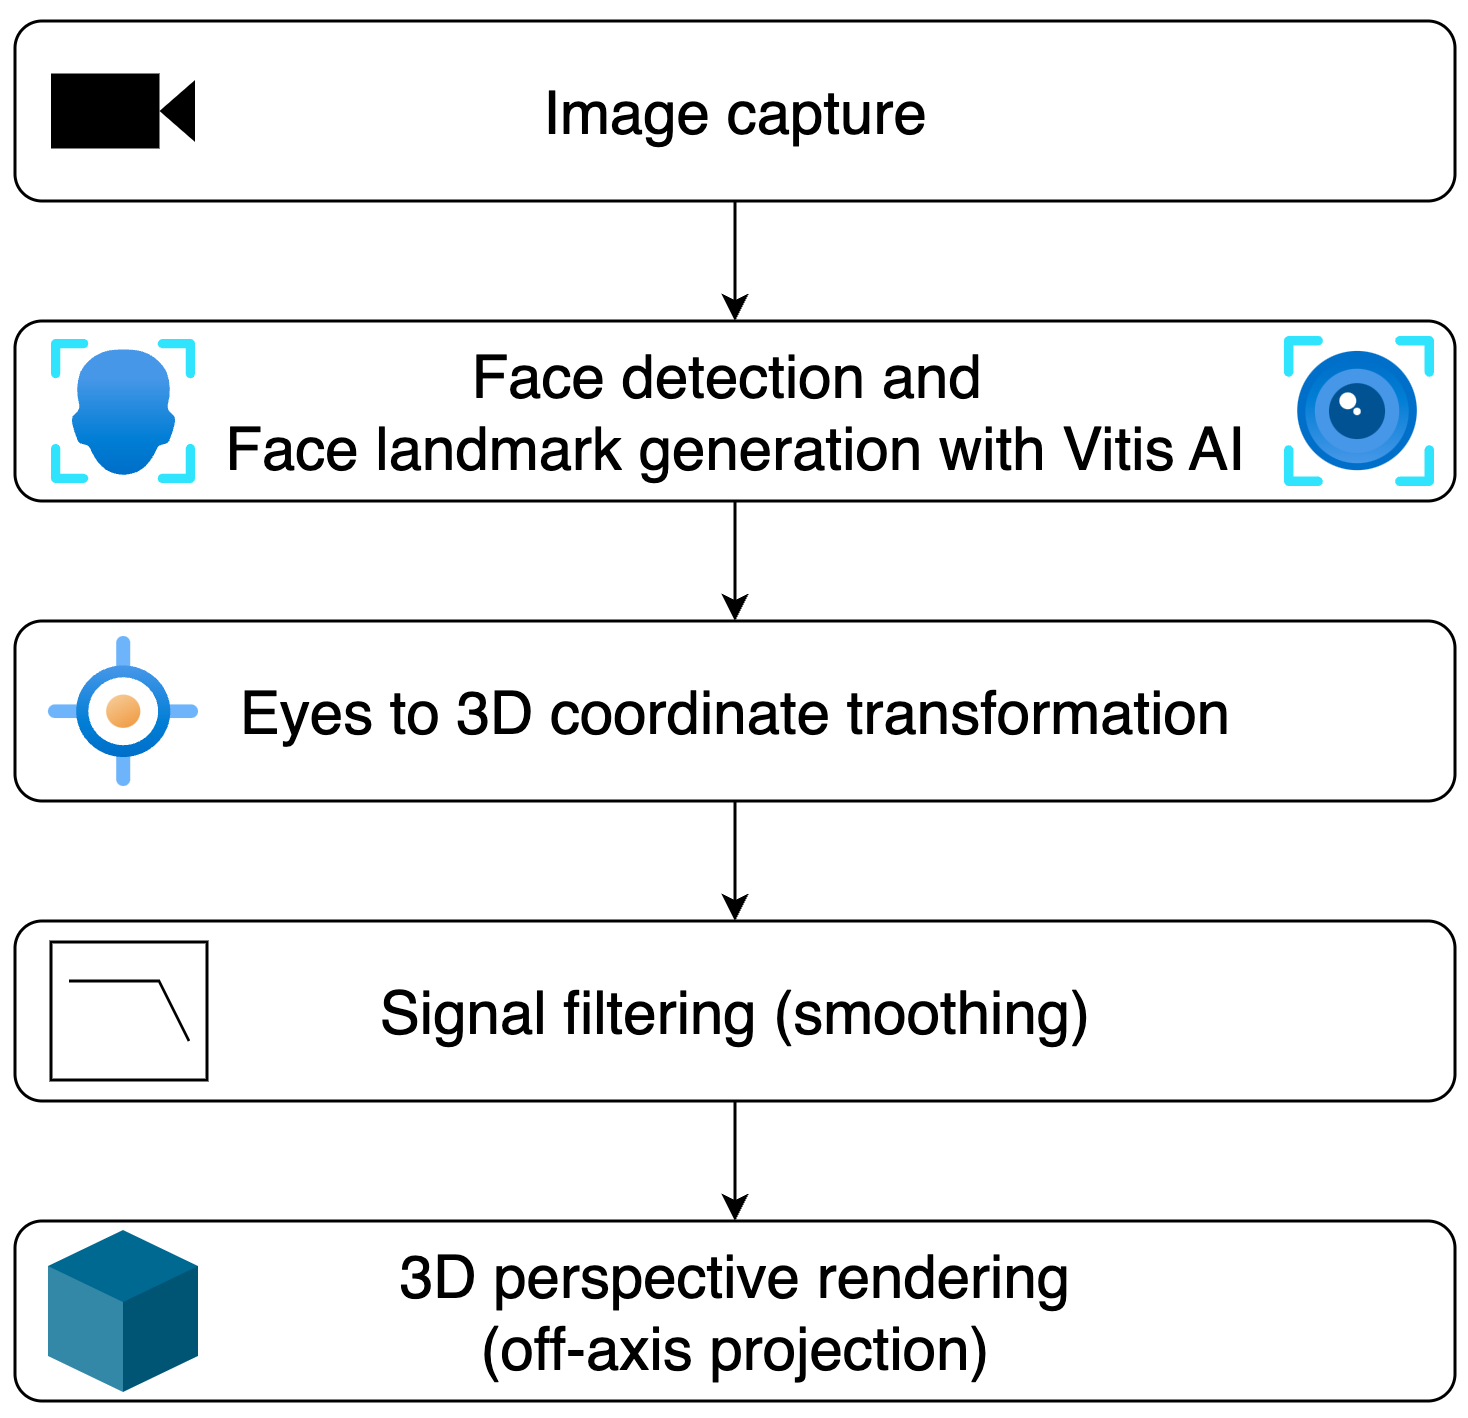 Image capture
Face detection and
Face landmark generation with Vitis AI
Eyes to 3D coordinate transformation
Signal filtering (smoothing)
3D perspective rendering
(off-axis projection)